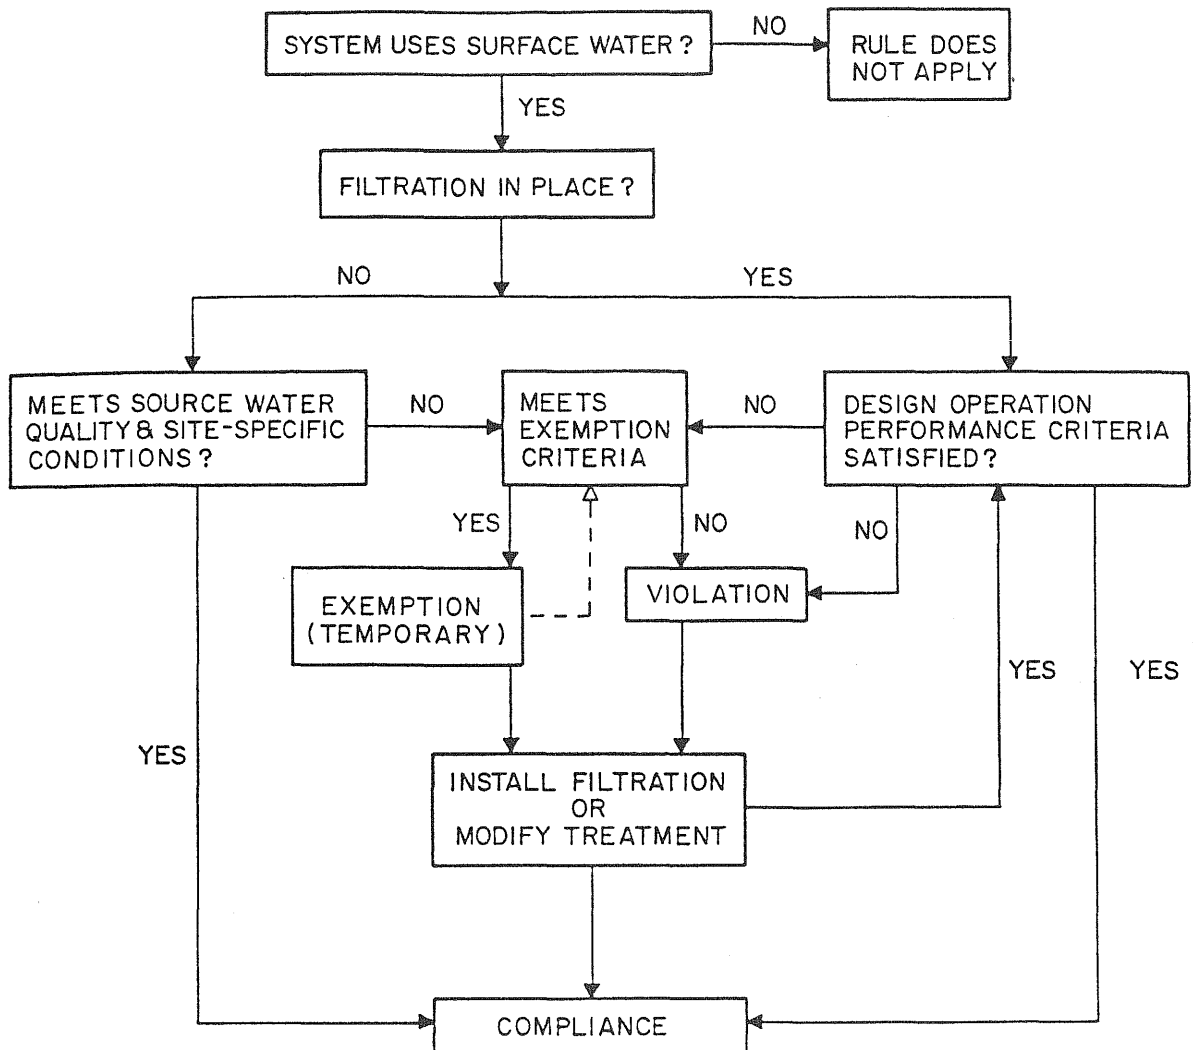 SYSTEM USES SURFACE WATER?
NO
RULE DOES
NOT APPLY
YES
FILTRATION IN PLACE?
NO
YES
MEETS SOURCE WATER
QUALITY & SITE-SPECIFIC
CONDITIONS?
NO
MEETS
EXEMPTION
CRITERIA
NO
DESIGN OPERATION
PERFORMANCE CRITERIA
SATISFIED?
YES
NO
NO
EXEMPTION
(TEMPORARY)
VIOLATION
YES
YES
YES
INSTALL FILTRATION
OR
MODIFY TREATMENT
COMPLIANCE